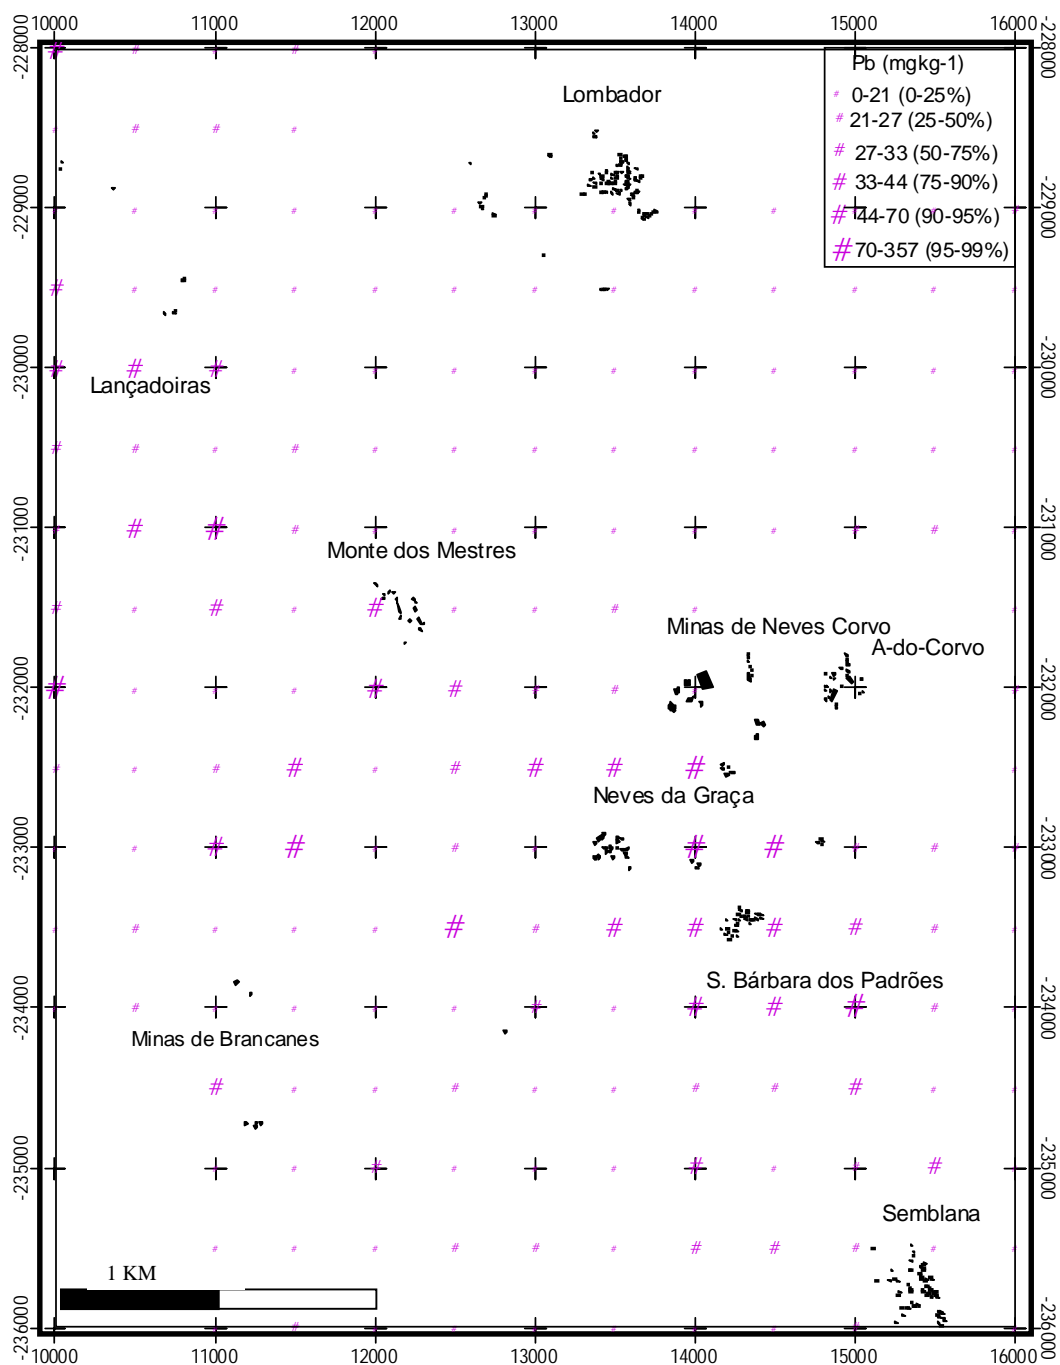 10000 11000 12000 13000 14000 15000 16000
-228000 -228000
Pb (mgkg-1)
# 0-21 (0-25%)
# 21-27 (25-50%)
# 27-33 (50-75%)
# 33-44 (75-90%)
# 44-70 (90-95%)
# 70-357 (95-99%)
Lombador
-229000 -229000
-230000 -230000
Lançadoiras
-231000 -231000
Monte dos Mestres
Minas de Neves Corvo
A-do-Corvo
-232000 -232000
Neves da Graça
-233000 -233000
S. Bárbara dos Padrões
-234000 -234000
Minas de Brancanes
-235000 -235000
Semblana
1 KM
-236000 -236000
10000 11000 12000 13000 14000 15000 16000